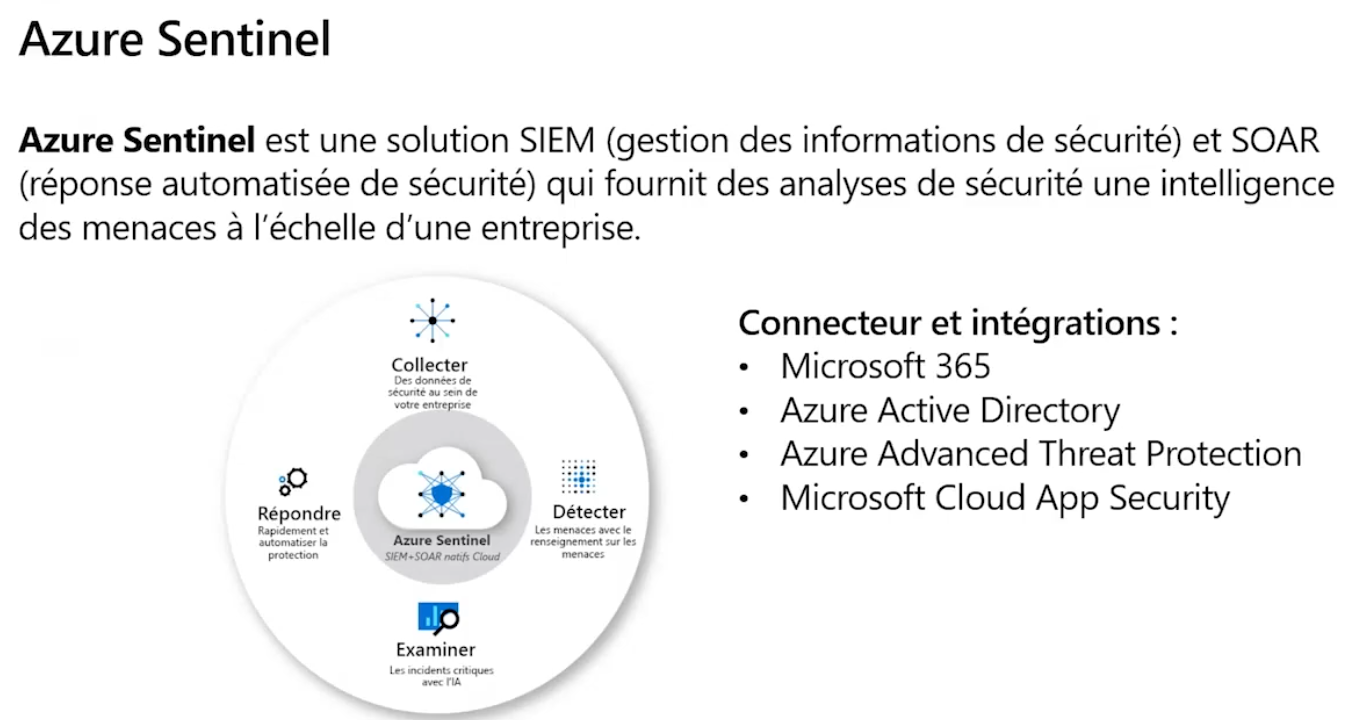 Azure Sentinel
Azure Sentinel est une solution SIEM (gestion des informations de sécurité) et SOAR
(réponse automatisée de sécurité) qui fournit des analyses de sécurité une intelligence
des menaces à l’échelle d’une entreprise.
Collecter
Des données de
sécurité au sein de
votre entreprise
Répondre
Rapidement et
automatiser la
protection
Azure Sentinel
SIEM+SOAR natifs Cloud
Détecter
Les menaces avec le
renseignement sur les
menaces
Examiner
Les incidents critiques
avec l’IA
Connecteur et intégrations :
• Microsoft 365
• Azure Active Directory
• Azure Advanced Threat Protection
• Microsoft Cloud App Security